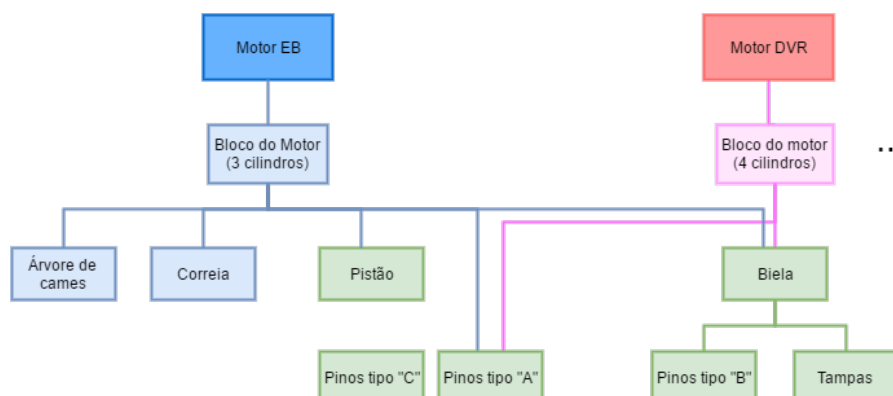 Motor EB
Motor DVR
Bloco do Motor
(3 cilindros)
Bloco do motor
(4 cilindros)
..
Árvore de
cames
Correia
Pistão
Biela
Pinos tipo "C"
Pinos tipo "A"
Pinos tipo "B"
Tampas